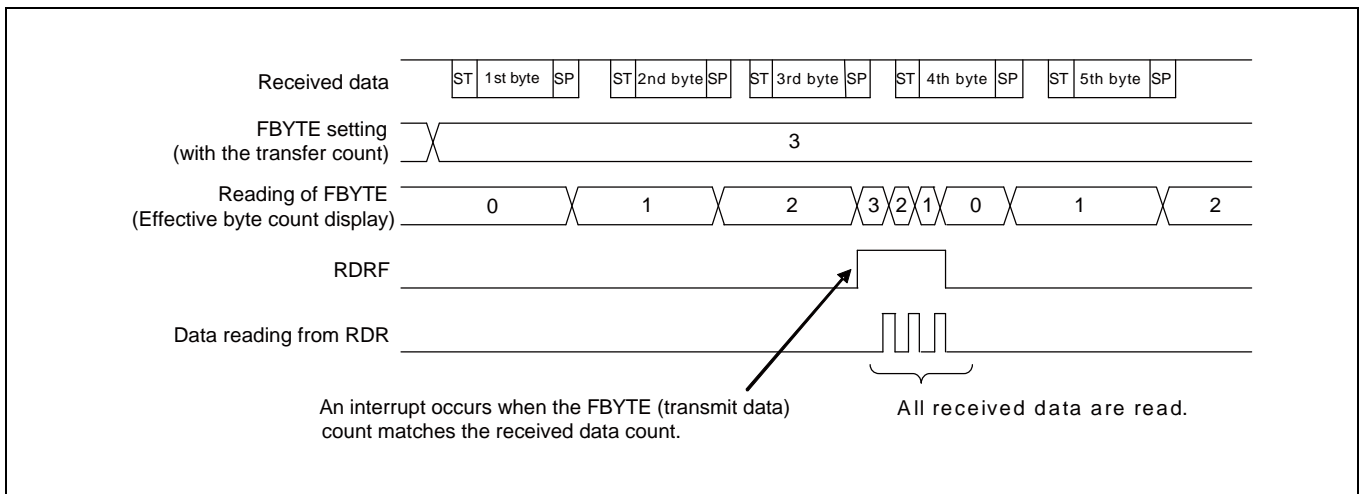 Received data
ST 1st byte SP ST 2nd byte SP ST 3rd byte SP ST 4th byte SP ST 5th byte SP
FBYTE setting
(with the transfer count)
3
Reading of FBYTE
(Effective byte count display)
0 1 2 3 2 1 0 1 2
RDRF
Data reading from RDR
An interrupt occurs when the FBYTE (transmit data)
count matches the received data count.
All received data are read.